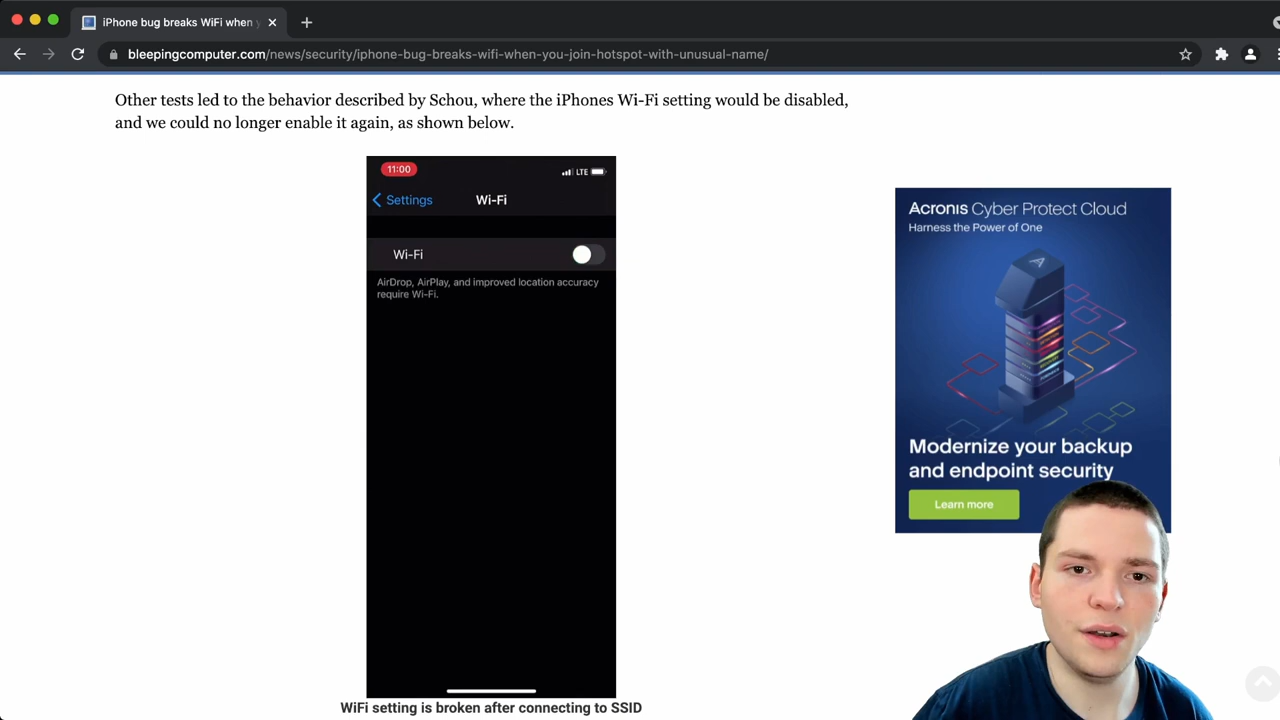 iPhone bug breaks WiFi when y
bleepingcomputer.com/news/security/iphone-bug-breaks-wifi-when-you-join-hotspot-with-unusual-name/
Other tests led to the behavior described by Schou, where the iPhones Wi-Fi setting would be disabled,
and we could no longer enable it again, as shown below.
11:00
LTE
Settings
Wi-Fi
Wi-Fi
AirDrop, AirPlay, and improved location accuracy
require Wi-Fi.
WiFi setting is broken after connecting to SSID
Acronis Cyber Protect Cloud
Harness the Power of One
A
Modernize your backup
and endpoint security
Learn more